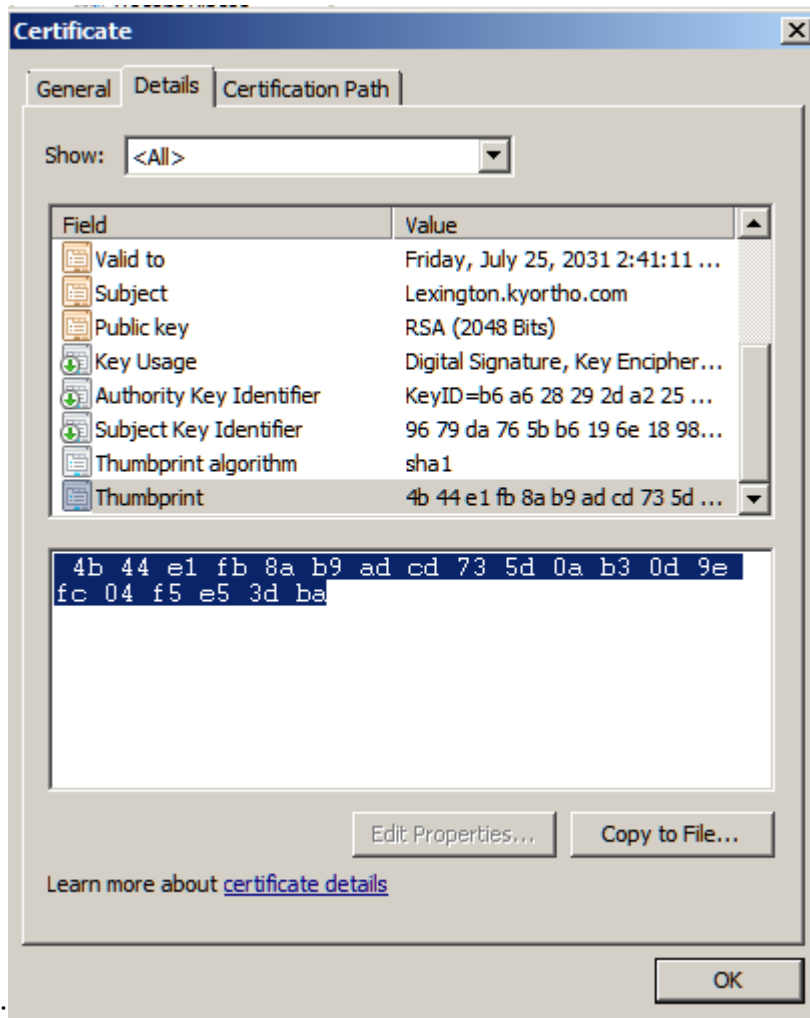 Certificate
General Details Certification Path
Show: <All>
Field Value
Valid to Friday, July 25, 2031 2:41:11 ...
Subject Lexington.kyortho.com
Public key RSA (2048 Bits)
Key Usage Digital Signature, Key Encipher...
Authority Key Identifier KeyID=b6 a6 28 29 2d a2 25 ...
Subject Key Identifier 96 79 da 76 5b b6 19 6e 18 98...
Thumbprint algorithm sha1
Thumbprint 4b 44 e1 fb 8a b9 ad cd 73 5d ...
4b 44 e1 fb 8a b9 ad cd 73 5d 0a b3 0d 9e
fc 04 f5 e5 3d ba
Edit Properties... Copy to File...
Learn more about certificate details
OK
.